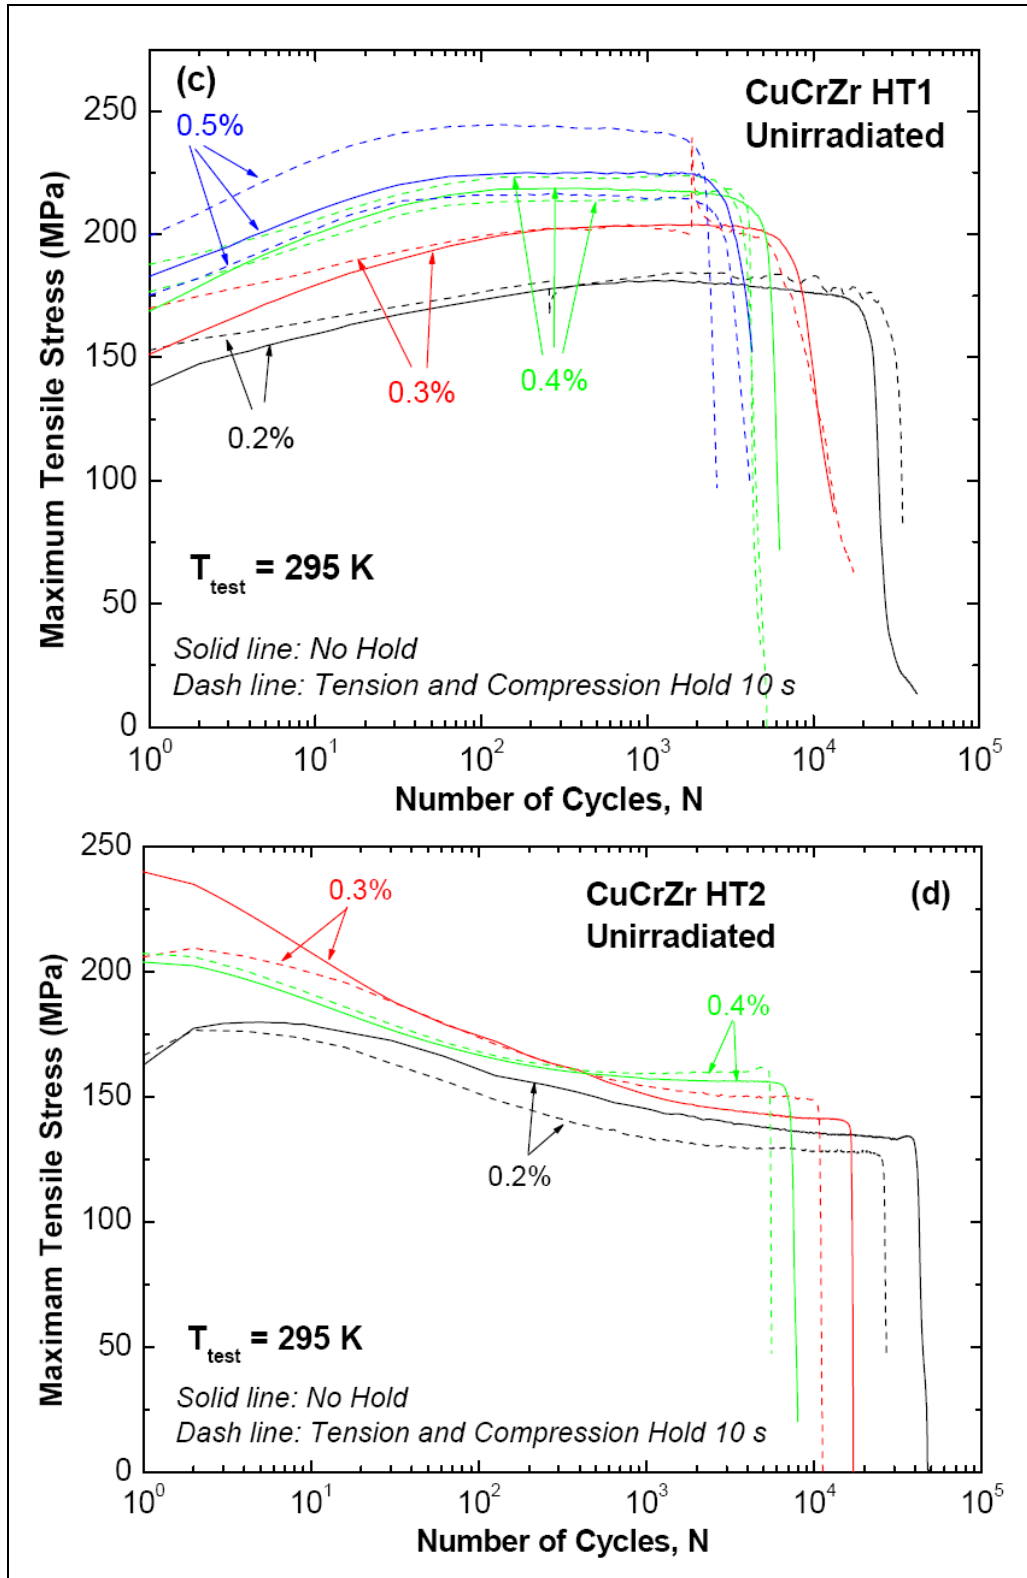 (c)
CuCrZr HT1
Unirradiated
250
200
150
100
50
0
Maximum Tensile Stress (MPa)
0.5%
0.3%
0.4%
0.2%
T_test = 295 K
Solid line: No Hold
Dash line: Tension and Compression Hold 10 s
10^0 10^1 10^2 10^3 10^4 10^5
Number of Cycles, N
250
200
150
100
50
0
Maximam Tensile Stress (MPa)
CuCrZr HT2
Unirradiated
(d)
0.3%
0.4%
0.2%
T_test = 295 K
Solid line: No Hold
Dash line: Tension and Compression Hold 10 s
10^0 10^1 10^2 10^3 10^4 10^5
Number of Cycles, N